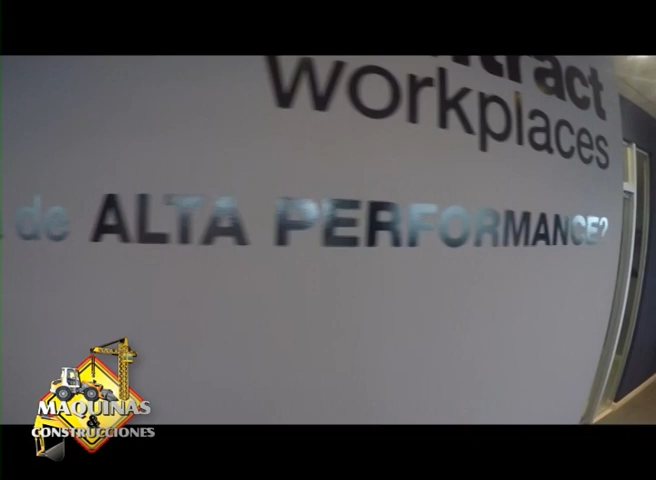 workplaces
de ALTA PERFORMANCE?
MAQUINAS
&
CONSTRUCCIONES